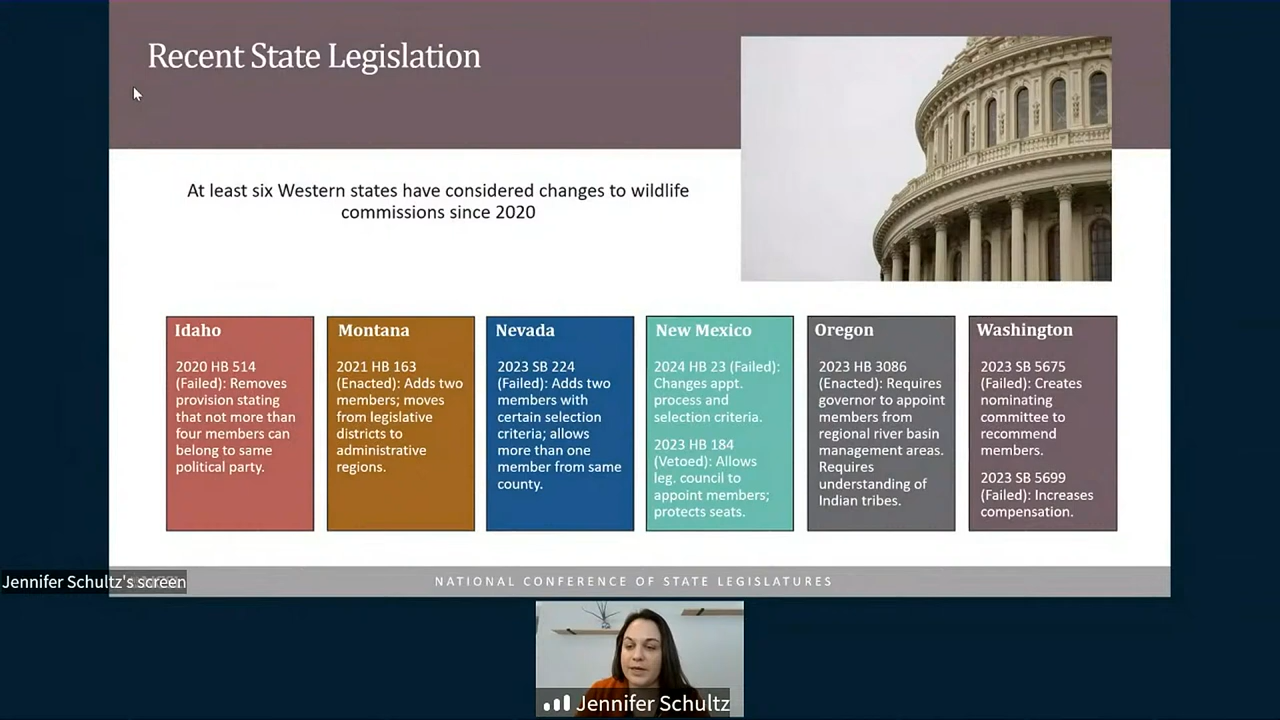 Recent State Legislation
At least six Western states have considered changes to wildlife
commissions since 2020
Idaho
2020 HB 514
(Failed): Removes
provision stating
that not more than
four members can
belong to same
political party.
Montana
2021 HB 163
(Enacted): Adds two
members; moves
from legislative
districts to
administrative
regions.
Nevada
2023 SB 224
(Failed): Adds two
members with
certain selection
criteria; allows
more than one
member from same
county.
New Mexico
2024 HB 23 (Failed):
Changes appt.
process and
selection criteria.
2023 HB 184
(Vetoed): Allows
leg. council to
appoint members;
protects seats.
Oregon
2023 HB 3086
(Enacted): Requires
governor to appoint
members from
regional river basin
management areas.
Requires
understanding of
Indian tribes.
Washington
2023 SB 5675
(Failed): Creates
nominating
committee to
recommend
members.
2023 SB 5699
(Failed): Increases
compensation.
Jennifer Schultz's screen
NATIONAL CONFERENCE OF STATE LEGISLATURES
Jennifer Schultz